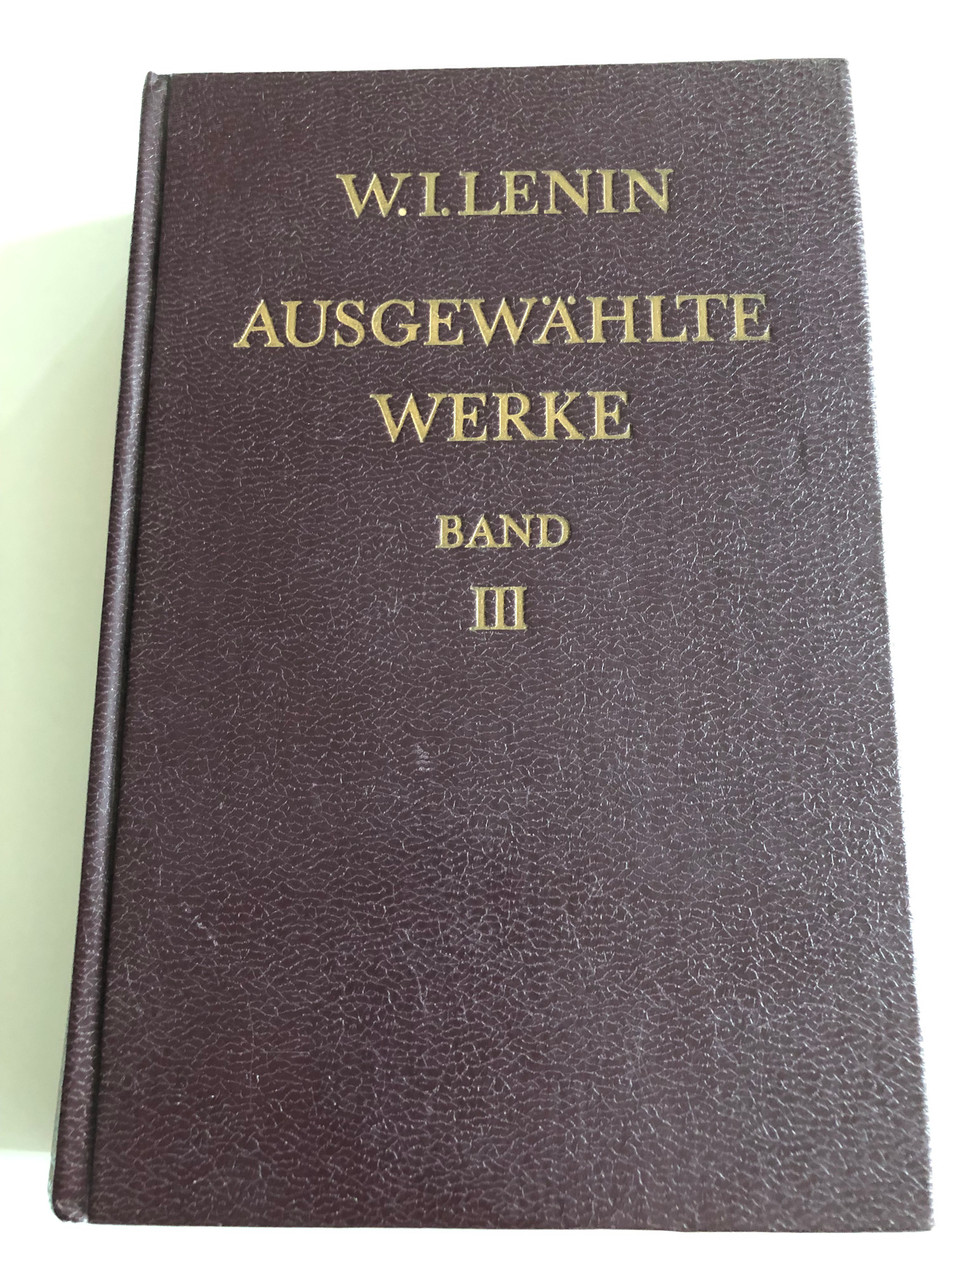 W.I.LENIN
AUSGEWÄHLTE
WERKE
BAND
III